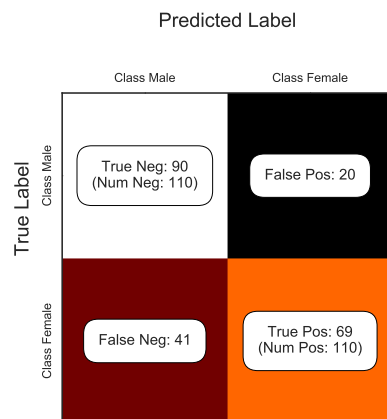 Predicted Label
Class Male
Class Female
True Label
Class Male
True Neg: 90
(Num Neg: 110)
False Pos: 20
Class Female
False Neg: 41
True Pos: 69
(Num Pos: 110)